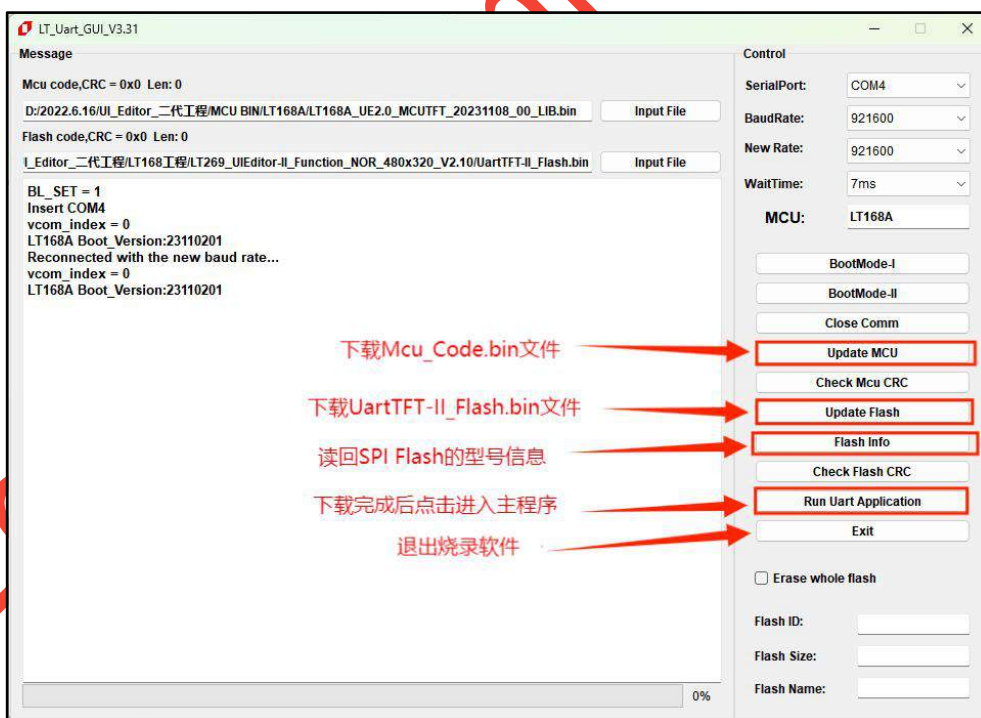 LT_Uart_GUI_V3.31
Message
Mcu code,CRC = 0x0 Len: 0
D:/2022.6.16/UI_Editor_二代工程/MCU BIN/LT168A/LT168A_UE2.0_MCUTFT_20231108_00_LIB.bin
Input File
Flash code,CRC = 0x0 Len: 0
I_Editor_二代工程/LT168工程/LT269_UIEditor-II_Function_NOR_480x320_V2.10/UartTFT-II_Flash.bin
Input File
BL_SET = 1
Insert COM4
vcom_index = 0
LT168A Boot_Version:23110201
Reconnected with the new baud rate...
vcom_index = 0
LT168A Boot_Version:23110201
下载Mcu_Code.bin文件
下载UartTFT-II_Flash.bin文件
读回SPI Flash的型号信息
下载完成后点击进入主程序
退出烧录软件
0%
Control
SerialPort: COM4
BaudRate: 921600
New Rate: 921600
WaitTime: 7ms
MCU: LT168A
BootMode-I
BootMode-II
Close Comm
Update MCU
Check Mcu CRC
Update Flash
Flash Info
Check Flash CRC
Run Uart Application
Exit
Erase whole flash
Flash ID:
Flash Size:
Flash Name: